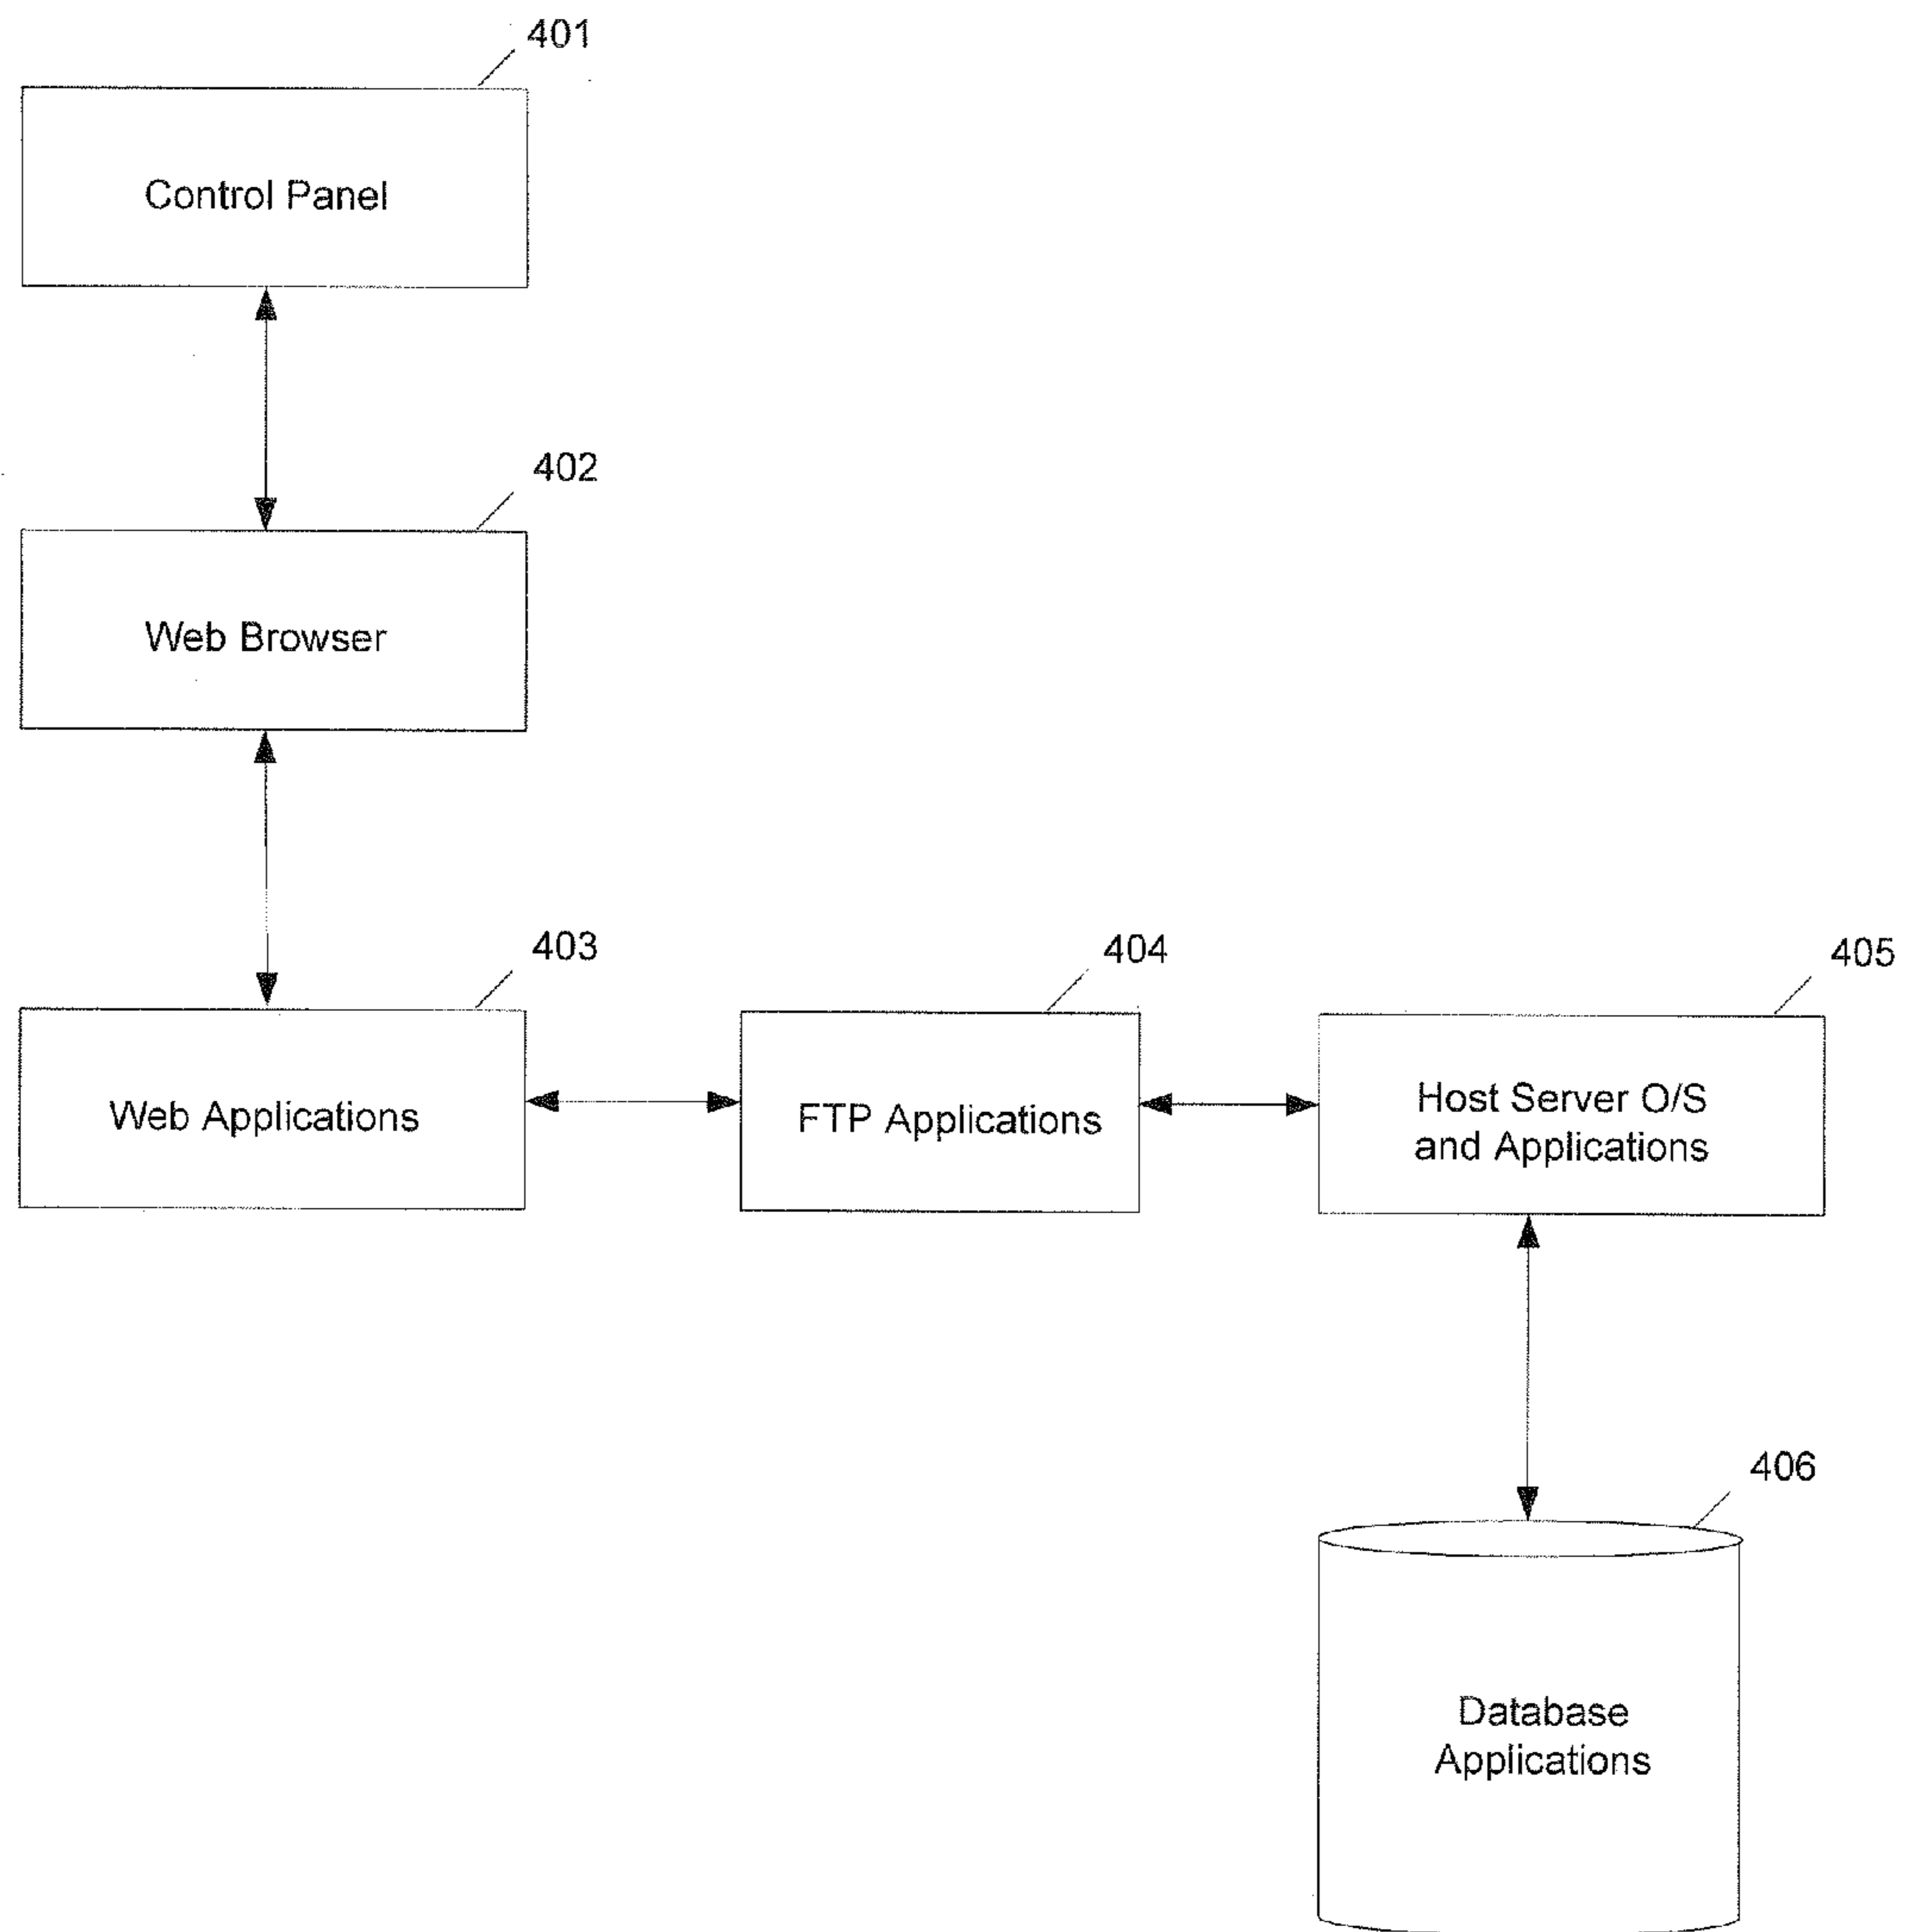 401
Control Panel
402
Web Browser
403
Web Applications
404
FTP Applications
405
Host Server O/S
and Applications
406
Database
Applications